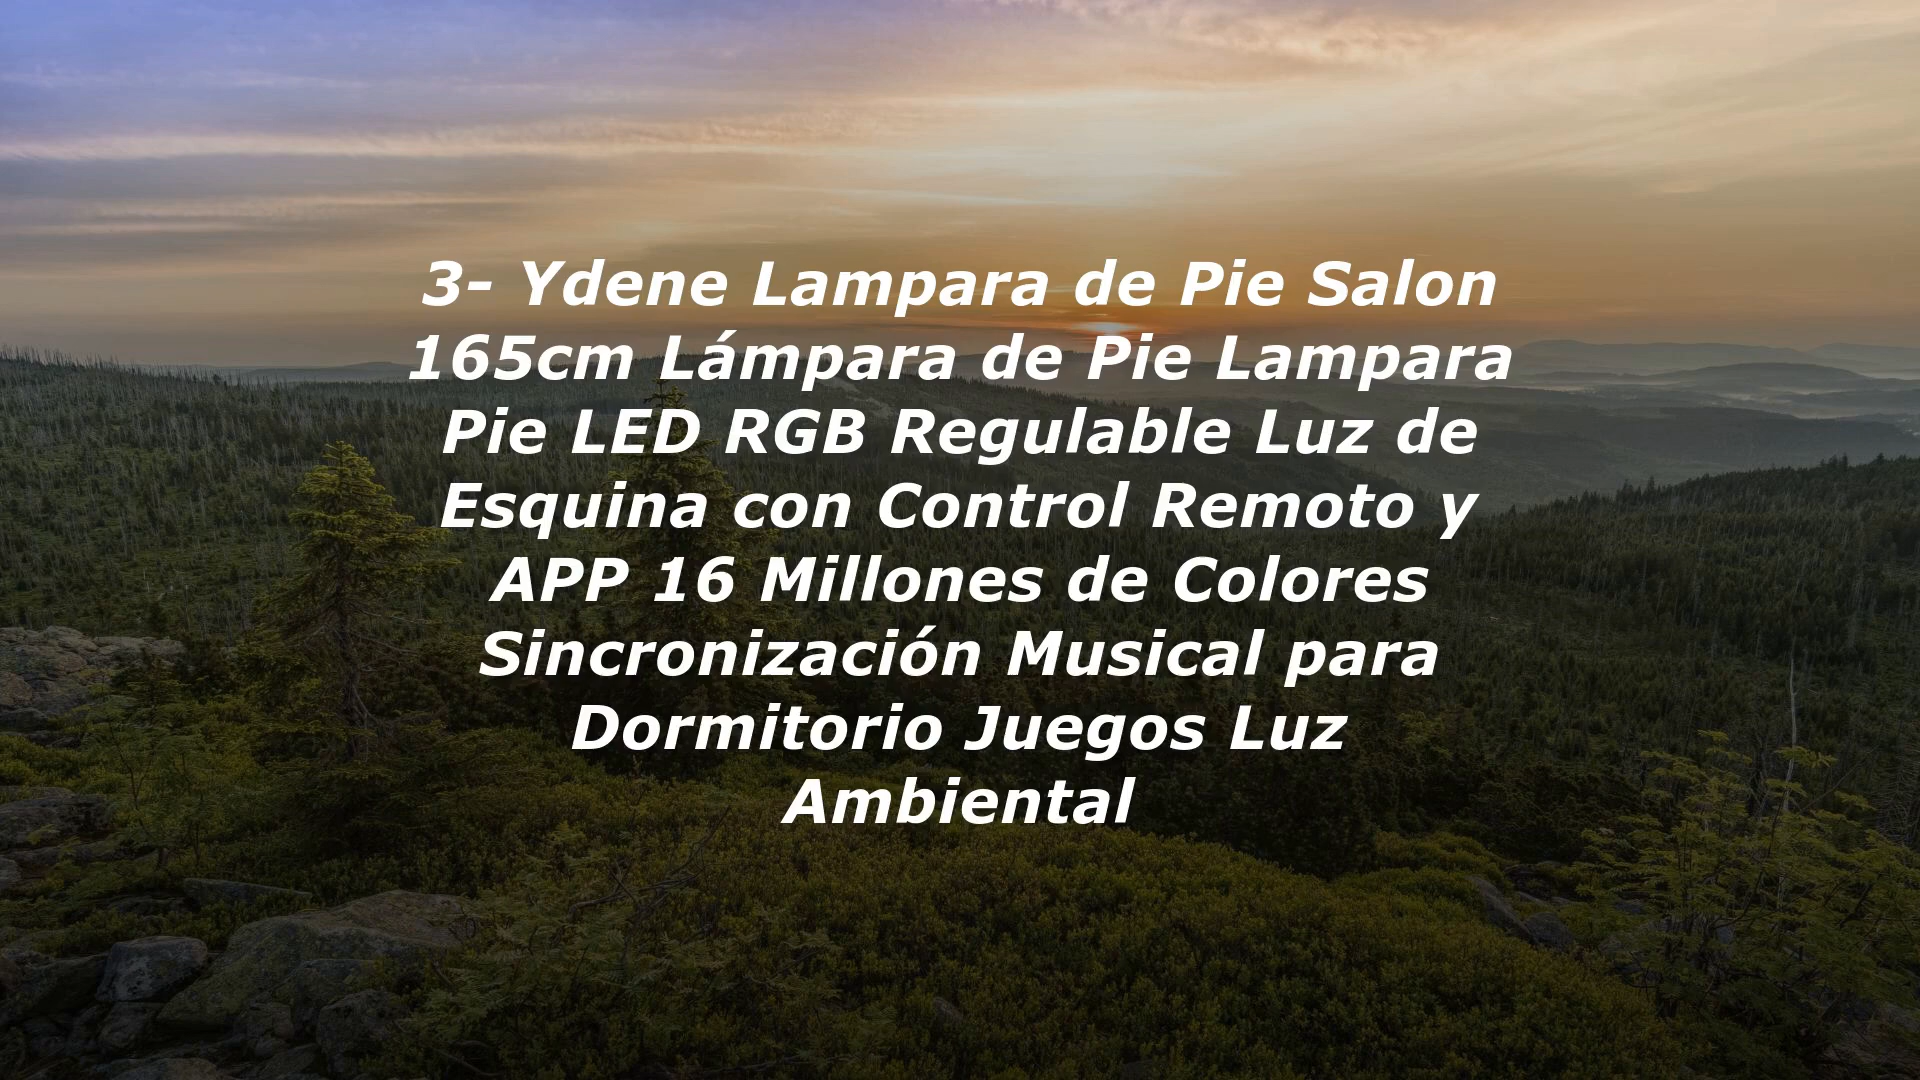 3- Ydene Lampara de Pie Salon
165cm Lámpara de Pie Lampara
Pie LED RGB Regulable Luz de
Esquina con Control Remoto y
APP 16 Millones de Colores
Sincronización Musical para
Dormitorio Juegos Luz
Ambiental